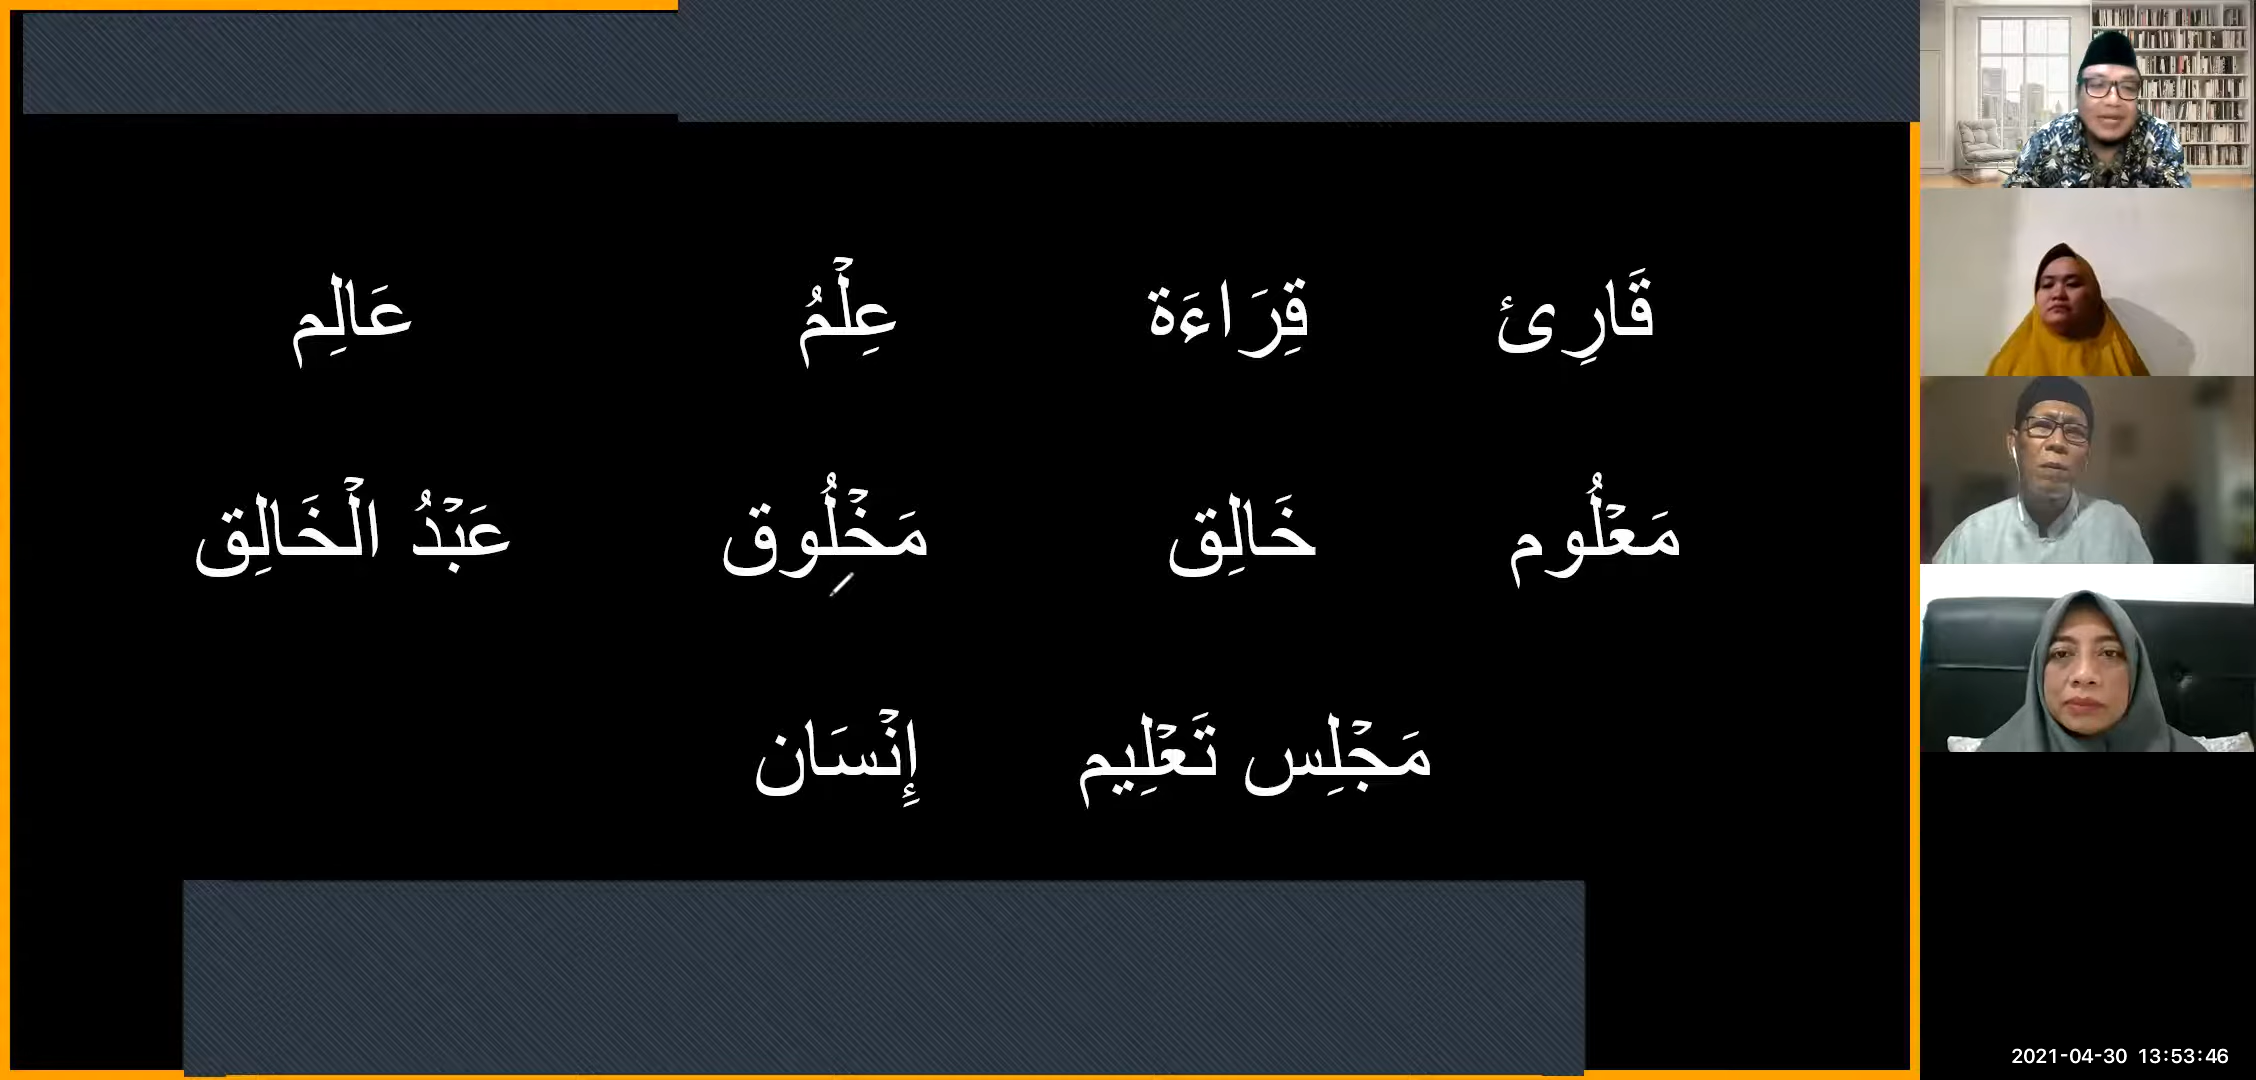 قَارِئ قِرَاءَة عِلْمُ عَالِم
مَعْلُوم خَالِق مَخْلُوق عَبْدُ الْخَالِق
مَجْلِس تَعْلِيم إِنْسَان
2021-04-30 13:53:46